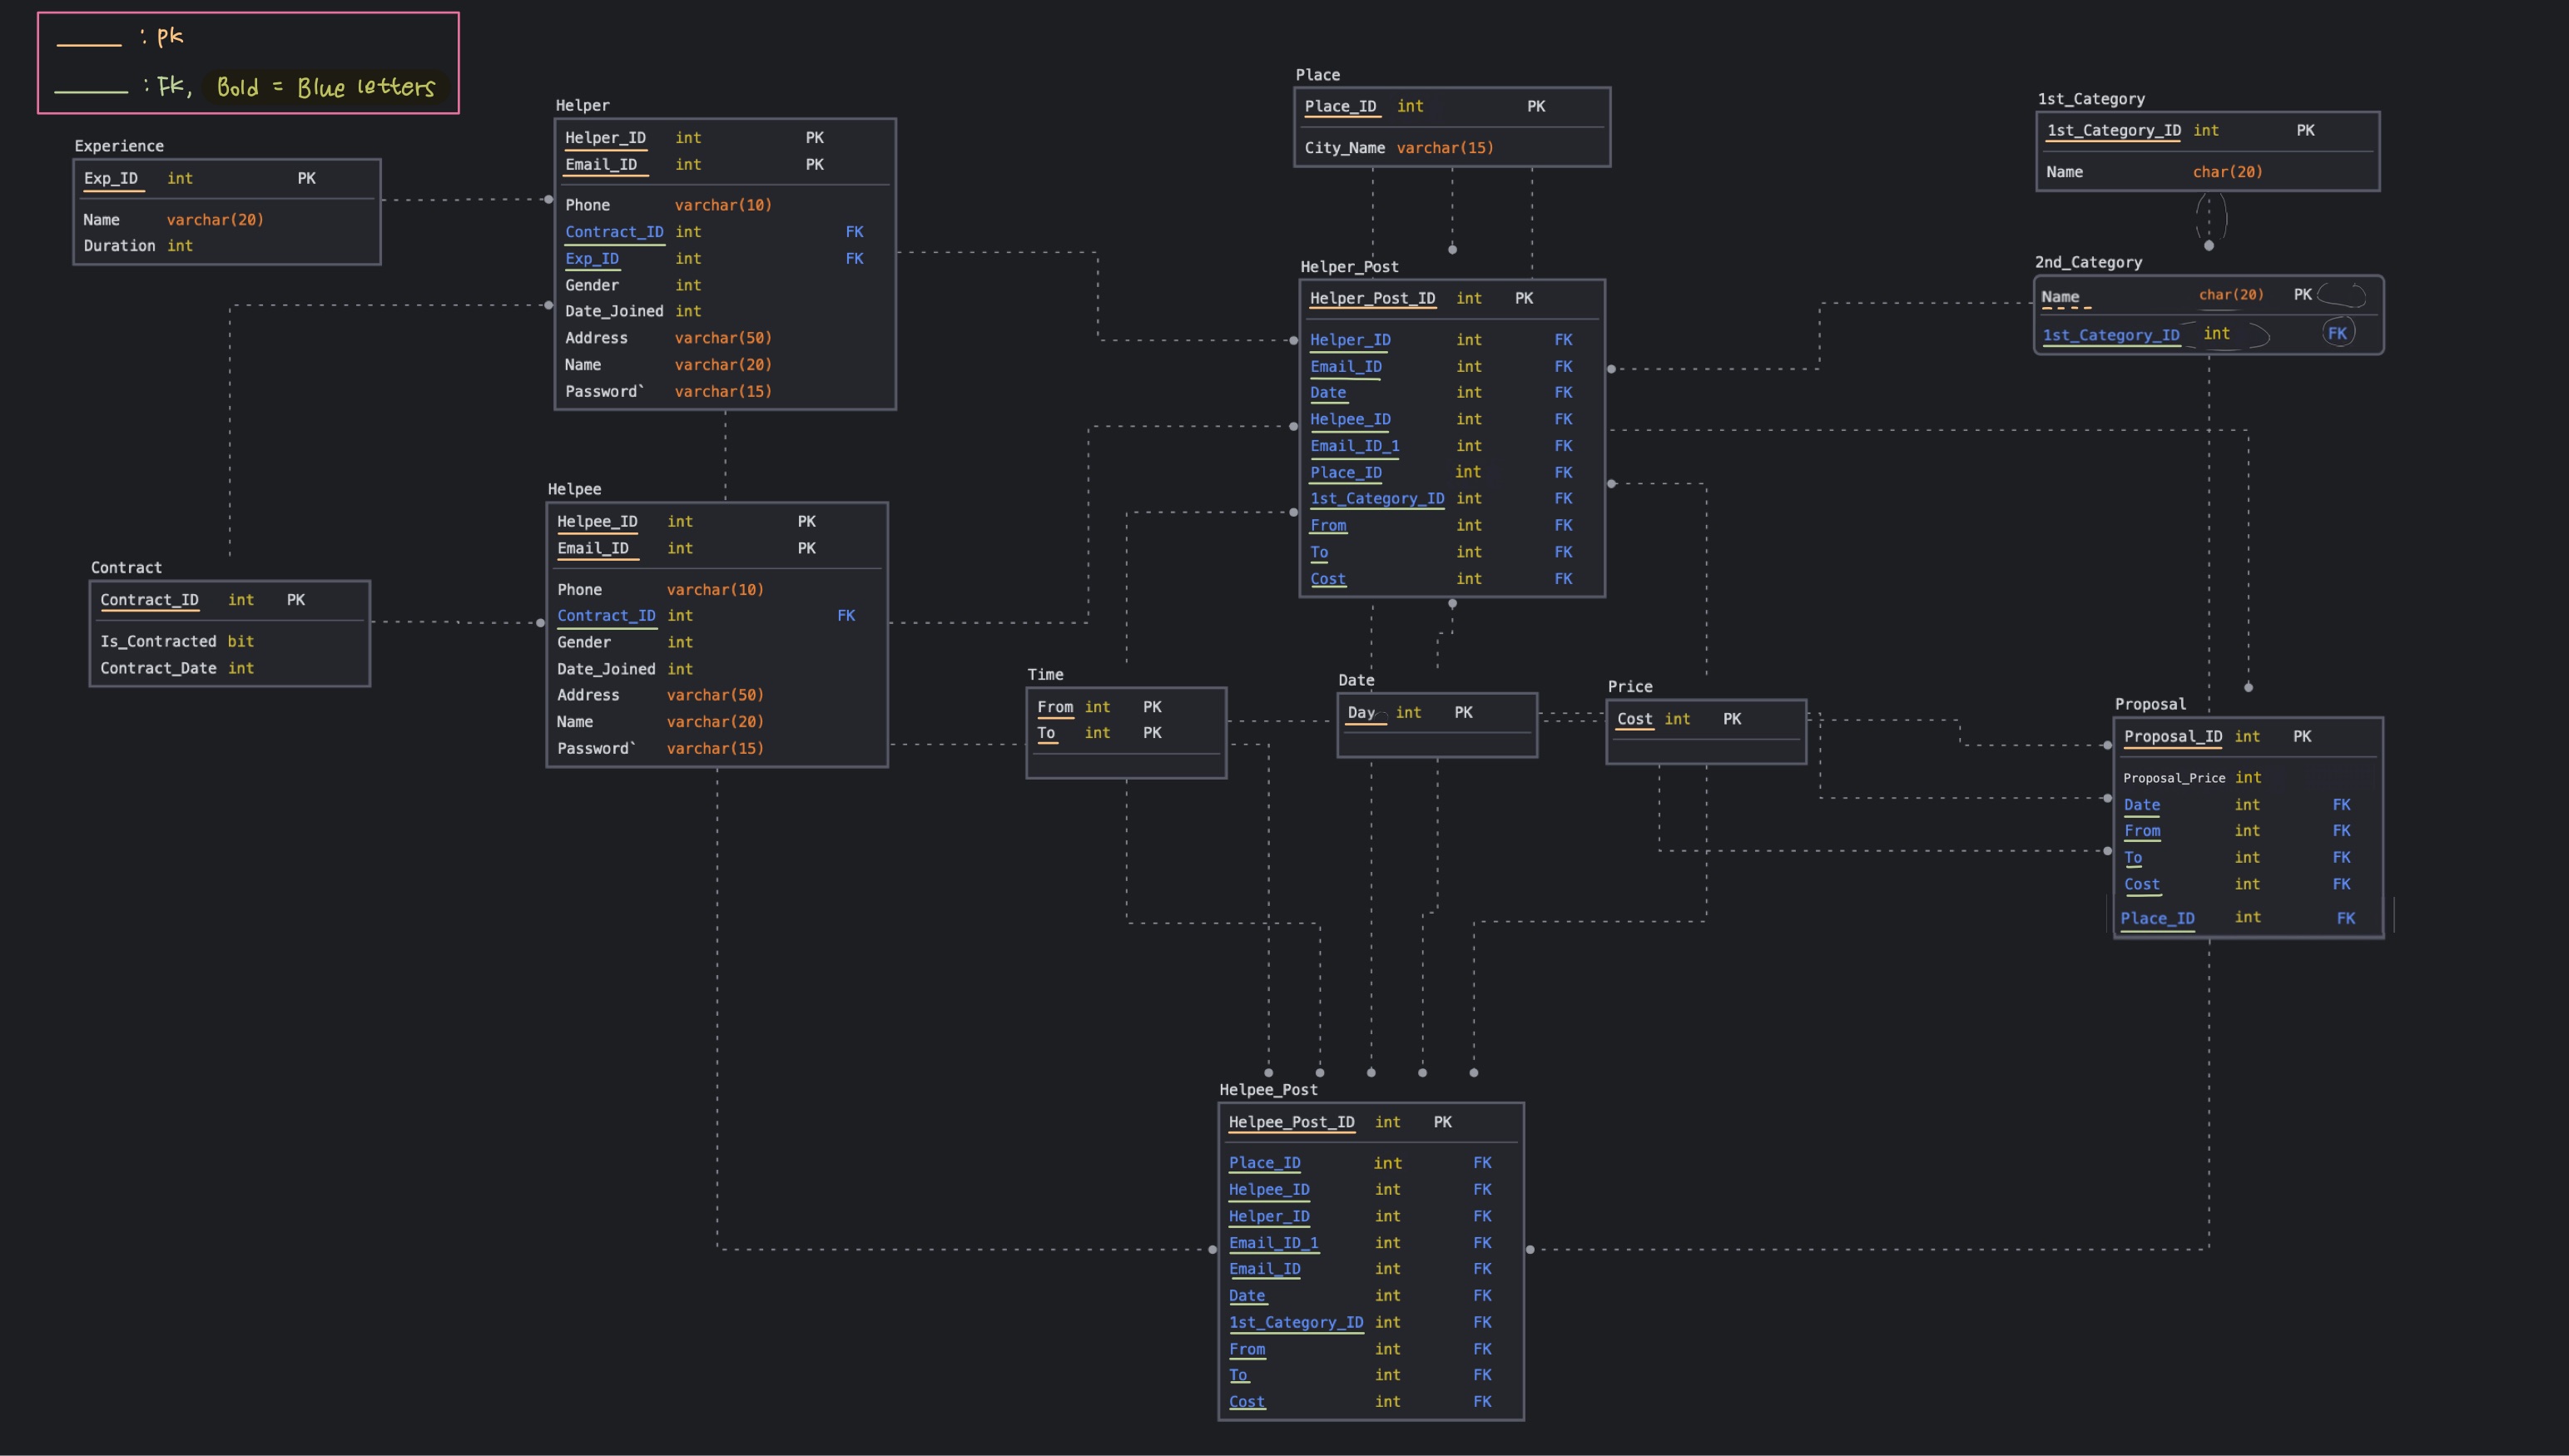 : pk
: Fk, Bold = Blue letters
Experience
Exp_ID int PK
Name varchar(20)
Duration int
Helper
Helper_ID int PK
Email_ID int PK
Phone varchar(10)
Contract_ID int FK
Exp_ID int FK
Gender int
Date_Joined int
Address varchar(50)
Name varchar(20)
Password` varchar(15)
Place
Place_ID int PK
City_Name varchar(15)
1st_Category
1st_Category_ID int PK
Name char(20)
2nd_Category
Name char(20) PK
1st_Category_ID int FK
Helper_Post
Helper_Post_ID int PK
Helper_ID int FK
Email_ID int FK
Date int FK
Helpee_ID int FK
Email_ID_1 int FK
Place_ID int FK
1st_Category_ID int FK
From int FK
To int FK
Cost int FK
Contract
Contract_ID int PK
Is_Contracted bit
Contract_Date int
Helpee
Helpee_ID int PK
Email_ID int PK
Phone varchar(10)
Contract_ID int FK
Gender int
Date_Joined int
Address varchar(50)
Name varchar(20)
Password` varchar(15)
Time
From int PK
To int PK
Date
Day int PK
Price
Cost int PK
Proposal
Proposal_ID int PK
Proposal_Price int
Date int FK
From int FK
To int FK
Cost int FK
Place_ID int FK
Helpee_Post
Helpee_Post_ID int PK
Place_ID int FK
Helpee_ID int FK
Helper_ID int FK
Email_ID_1 int FK
Email_ID int FK
Date int FK
1st_Category_ID int FK
From int FK
To int FK
Cost int FK